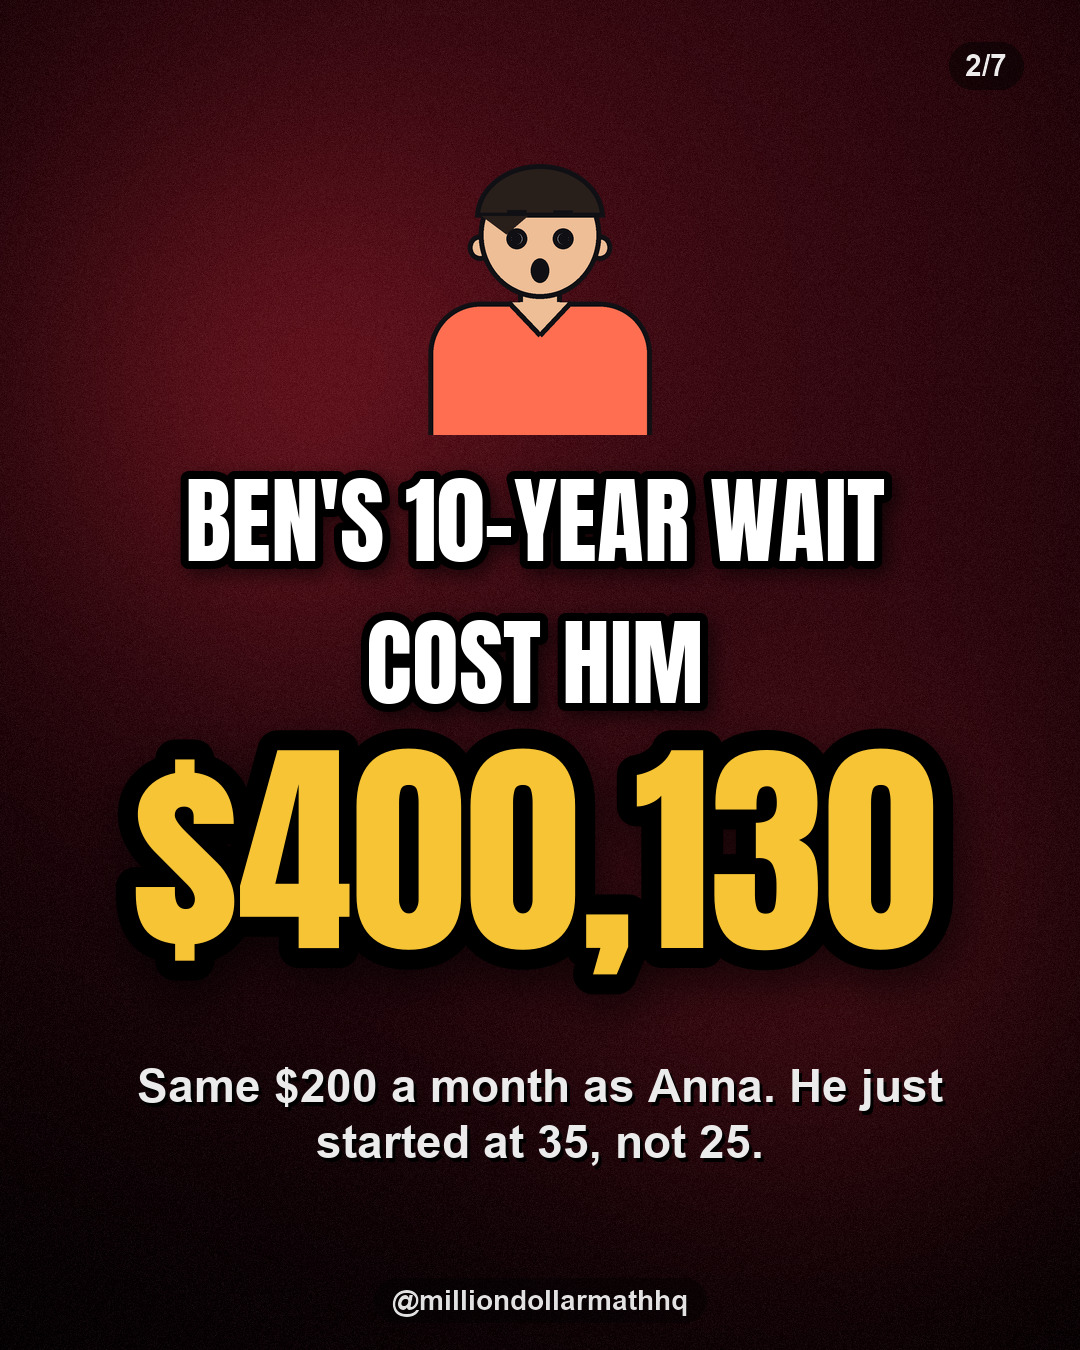 2/7
BEN'S 10-YEAR WAIT
COST HIM
$400,130
Same $200 a month as Anna. He just
started at 35, not 25.
@milliondollarmathhq